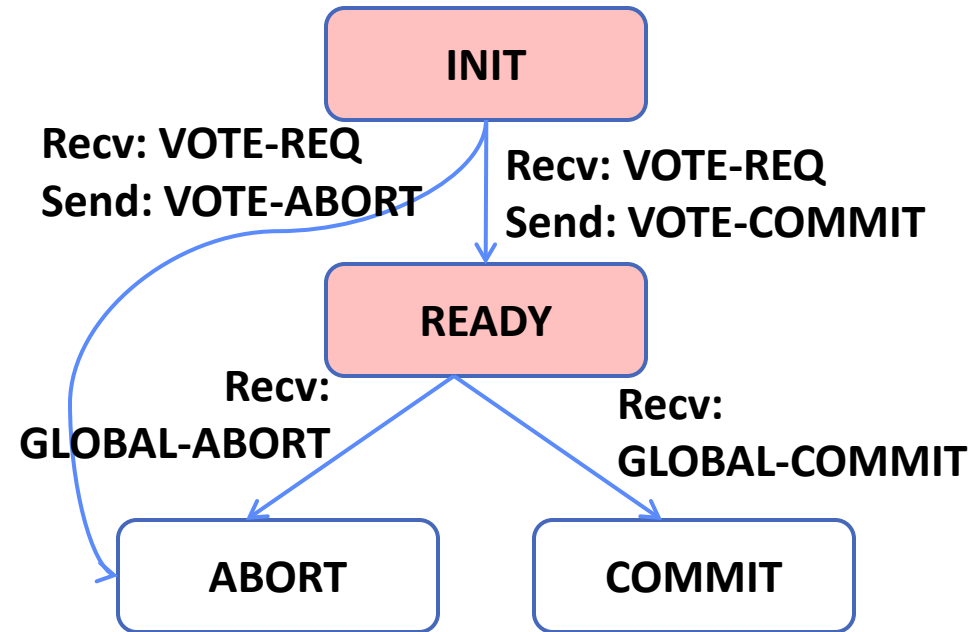 INIT
Recv: VOTE-REQ
Send: VOTE-ABORT
Recv: VOTE-REQ
Send: VOTE-COMMIT
READY
Recv:
GLOBAL-ABORT
Recv:
GLOBAL-COMMIT
ABORT
COMMIT